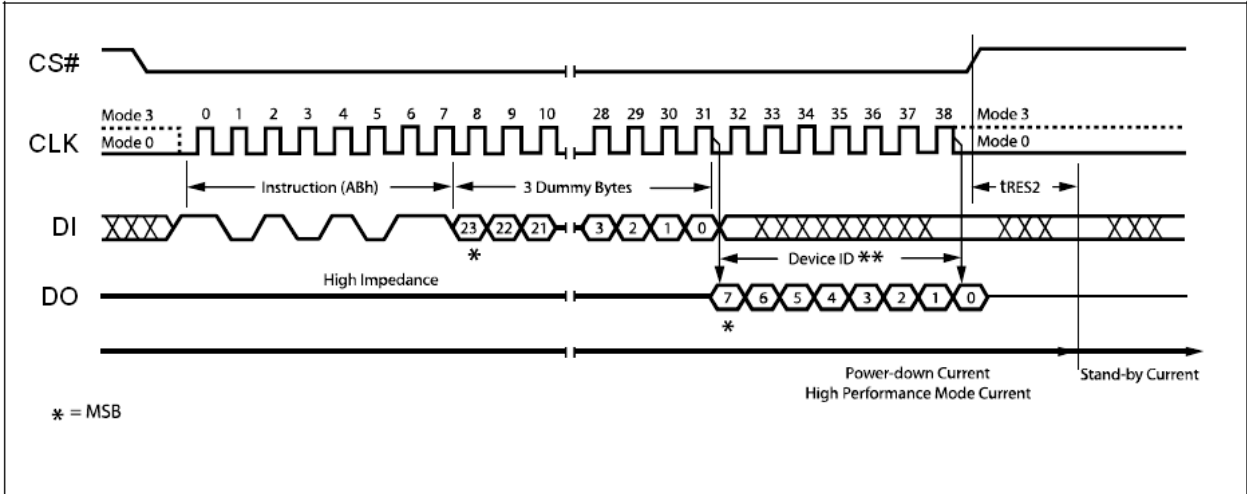 CS#
Mode 3 0 1 2 3 4 5 6 7 8 9 10 28 29 30 31 32 33 34 35 36 37 38 Mode 3
CLK Mode 0 Mode 0
Instruction (ABh) 3 Dummy Bytes tRES2
DI 23 22 21 3 2 1 0
* Device ID **
High Impedance
DO 7 6 5 4 3 2 1 0
*
Power-down Current Stand-by Current
High Performance Mode Current
* = MSB